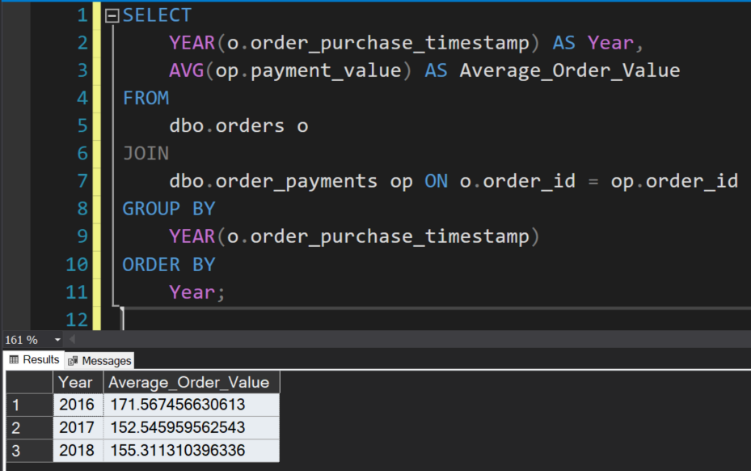 1 SELECT
2 YEAR(o.order_purchase_timestamp) AS Year,
3 AVG(op.payment_value) AS Average_Order_Value
4 FROM
5 dbo.orders o
6 JOIN
7 dbo.order_payments op ON o.order_id = op.order_id
8 GROUP BY
9 YEAR(o.order_purchase_timestamp)
10 ORDER BY
11 Year;
12
161 %
Results Messages
Year Average_Order_Value
1 2016 171.567456630613
2 2017 152.545959562543
3 2018 155.311310396336